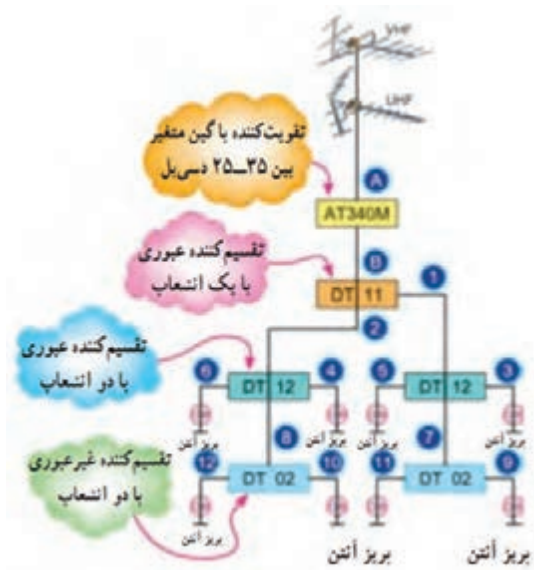 VHF
UHF
تقویت‌کننده با گین متغیر
بین ۳۵–۲۵ دسی‌بل
A
AT340M
B
تقسیم‌کننده عبوری
با یک انشعاب
DT 11
1
2
تقسیم‌کننده عبوری
با دو انشعاب
6
DT 12
4
5
DT 12
3
پریز آنتن
پریز آنتن
پریز آنتن
پریز آنتن
تقسیم‌کننده غیرعبوری
با دو انشعاب
8
7
12
DT 02
10
11
DT 02
9
پریز آنتن
پریز آنتن
پریز آنتن